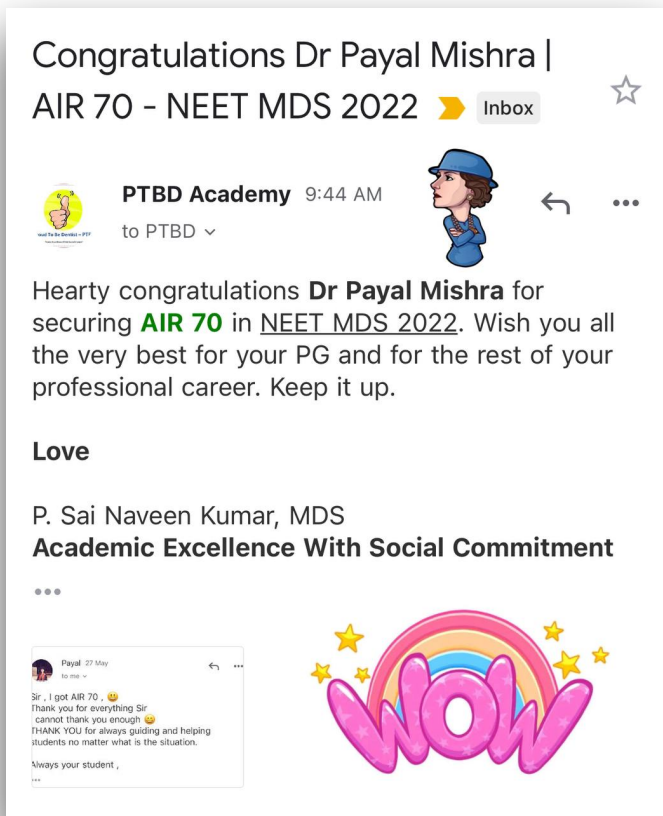 Congratulations Dr Payal Mishra |
AIR 70 - NEET MDS 2022 Inbox
PTBD Academy 9:44 AM
to PTBD
Hearty congratulations Dr Payal Mishra for
securing AIR 70 in NEET MDS 2022. Wish you all
the very best for your PG and for the rest of your
professional career. Keep it up.
Love
P. Sai Naveen Kumar, MDS
Academic Excellence With Social Commitment
Payal 27 May
to me
Sir , I got AIR 70 ,
Thank you for everything Sir
cannot thank you enough
THANK YOU for always guiding and helping
students no matter what is the situation.
Always your student ,
WOW